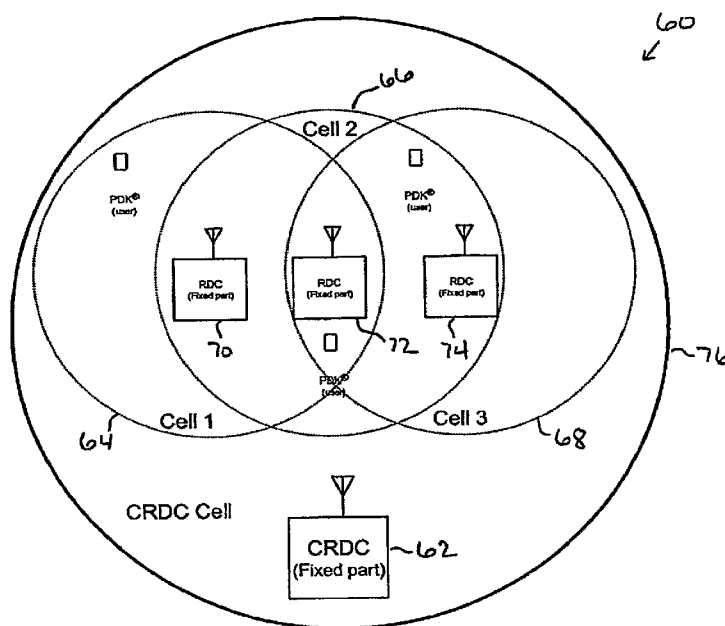 60
66
Cell 2
PDK®
(user)
PDK®
(user)
RDC
(Fixed part)
RDC
(Fixed part)
RDC
(Fixed part)
70
72
74
76
PDK®
(user)
64
Cell 1
Cell 3
68
CRDC Cell
CRDC
(Fixed part)
62